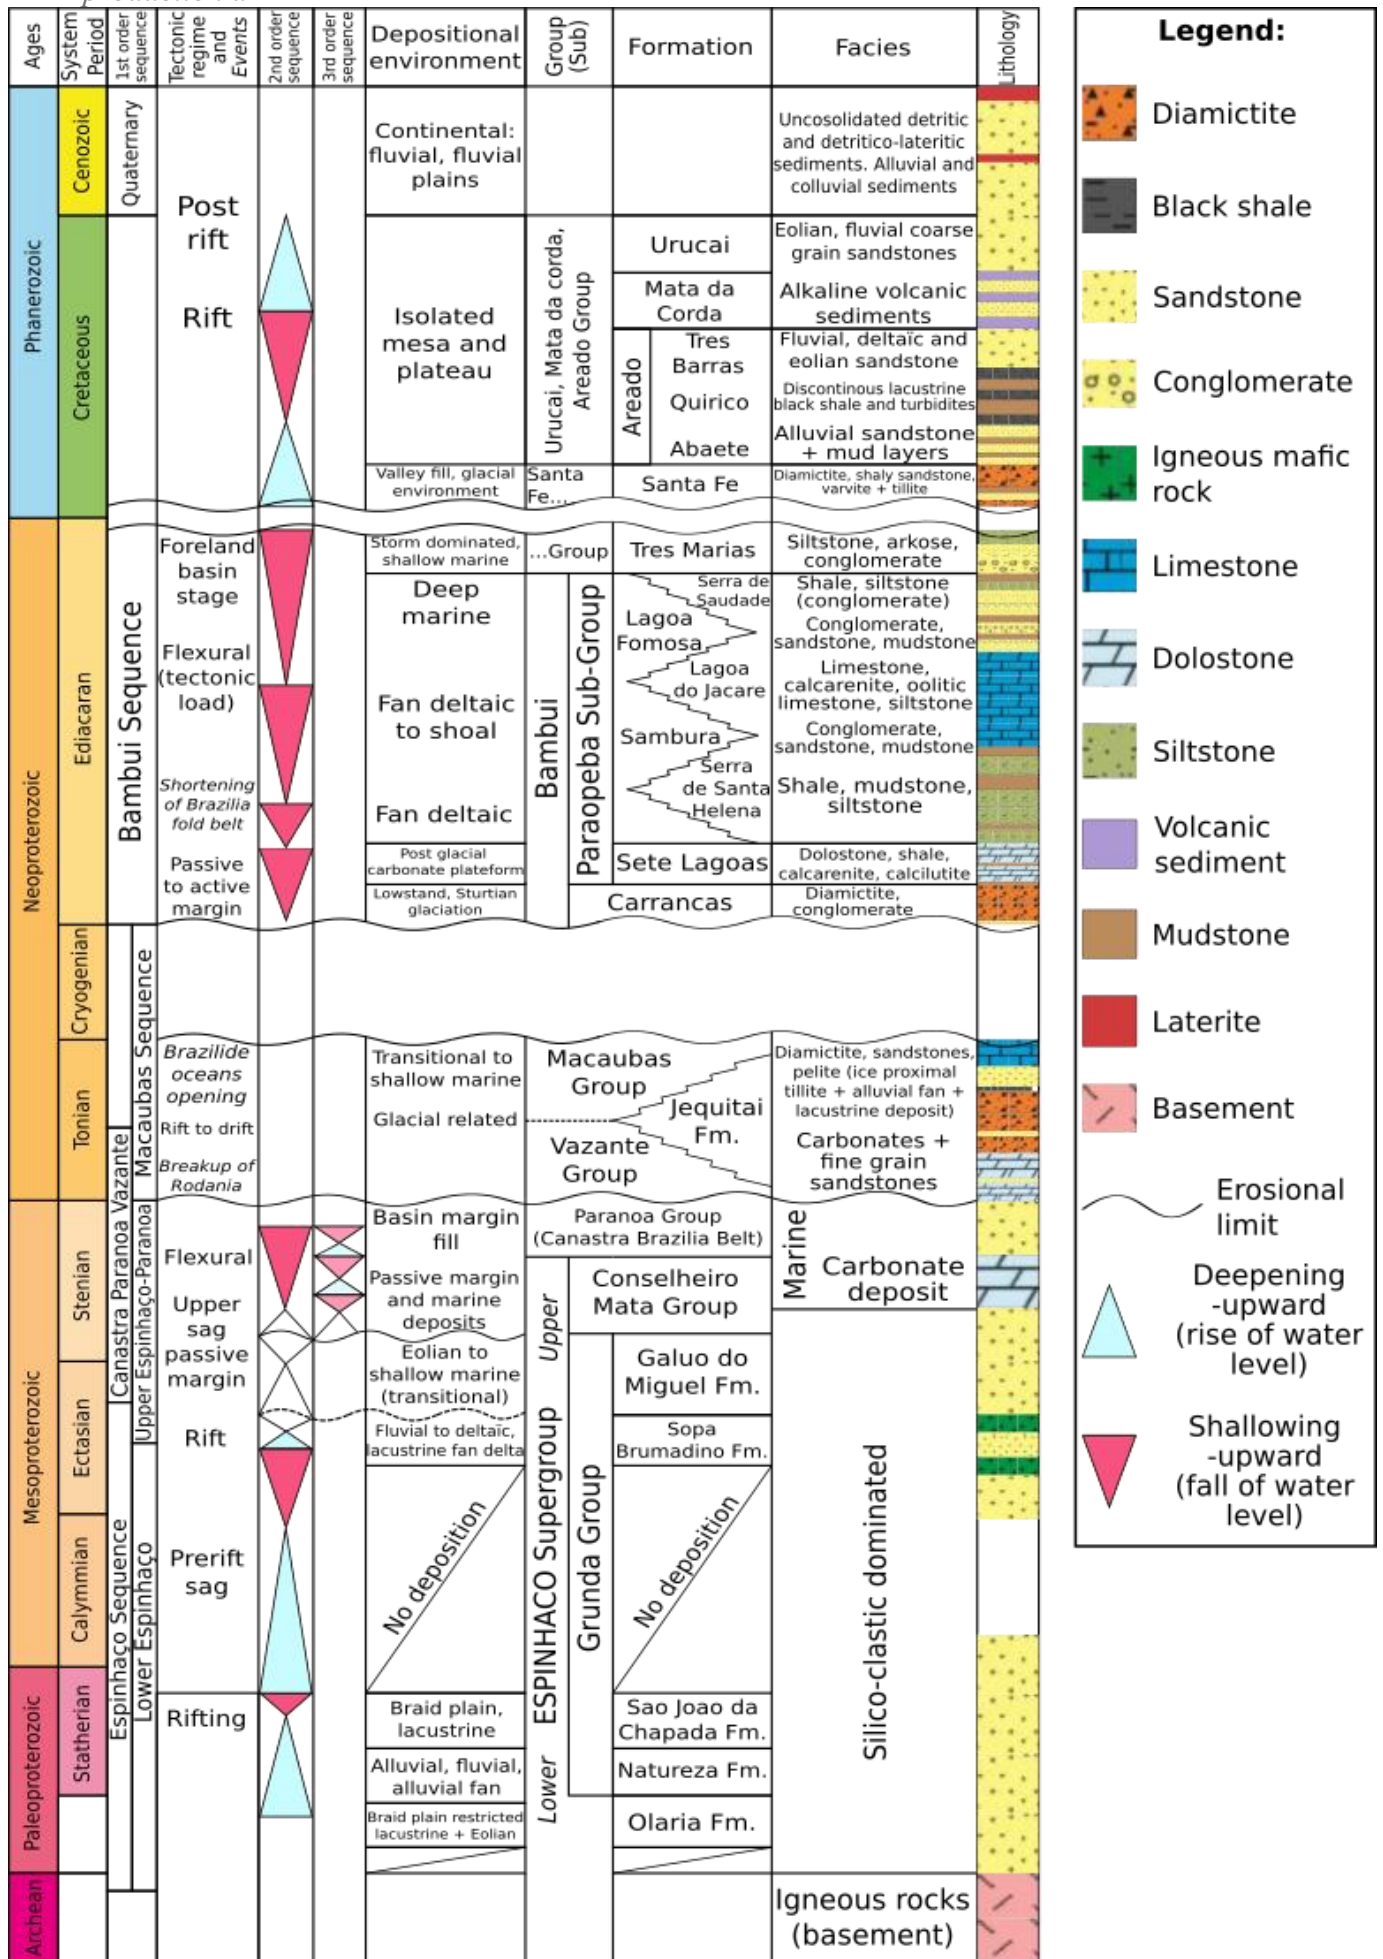 Ages
System
Period
1st order
sequence
Tectonic
regime
and
Events
2nd order
sequence
3rd order
sequence
Depositional
environment
Group
(Sub)
Formation
Facies
Lithology
Phanerozoic
Neoproterozoic
Mesoproterozoic
Paleoproterozoic
Archean
Cenozoic
Cretaceous
Ediacaran
Cryogenian
Tonian
Stenian
Ectasian
Calymmian
Statherian
Quaternary
Bambui Sequence
Macaubas Sequence
Canastra Paranoa Vazante
Upper Espinhaço-Paranoa
Espinhaço Sequence
Lower Espinhaço
Post
rift
Rift
Foreland
basin
stage
Flexural
(tectonic
load)
Shortening
of Brazilia
fold belt
Passive
to active
margin
Brazilide
oceans
opening
Rift to drift
Breakup of
Rodania
Flexural
Upper
sag
passive
margin
Rift
Prerift
sag
Rifting
Continental:
fluvial, fluvial
plains
Isolated
mesa and
plateau
Valley fill, glacial
environment
Storm dominated,
shallow marine
Deep
marine
Fan deltaic
to shoal
Fan deltaic
Post glacial
carbonate plateform
Lowstand, Sturtian
glaciation
Transitional to
shallow marine
Glacial related
Basin margin
fill
Passive margin
and marine
deposits
Eolian to
shallow marine
(transitional)
Fluvial to deltaïc,
lacustrine fan delta
No deposition
Braid plain,
lacustrine
Alluvial, fluvial,
alluvial fan
Braid plain restricted
lacustrine + Eolian
Urucai, Mata da corda,
Areado Group
Santa
Fe...
...Group
Bambui
Paraopeba Sub-Group
Macaubas
Group
Vazante
Group
Jequitai
Fm.
Paranoa Group
(Canastra Brazilia Belt)
Upper
ESPINHACO Supergroup
Lower
Grunda Group
Urucai
Mata da
Corda
Areado
Tres
Barras
Quirico
Abaete
Santa Fe
Tres Marias
Serra de
Saudade
Lagoa
Fomosa
Lagoa
do Jacare
Sambura
Serra
de Santa
Helena
Sete Lagoas
Carrancas
Conselheiro
Mata Group
Galuo do
Miguel Fm.
Sopa
Brumadino Fm.
No deposition
Sao Joao da
Chapada Fm.
Natureza Fm.
Olaria Fm.
Uncosolidated detritic
and detritico-lateritic
sediments. Alluvial and
colluvial sediments
Eolian, fluvial coarse
grain sandstones
Alkaline volcanic
sediments
Fluvial, deltaïc and
eolian sandstone
Discontinous lacustrine
black shale and turbidites
Alluvial sandstone
+ mud layers
Diamictite, shaly sandstone,
varvite + tillite
Siltstone, arkose,
conglomerate
Shale, siltstone
(conglomerate)
Conglomerate,
sandstone, mudstone
Limestone,
calcarenite, oolitic
limestone, siltstone
Conglomerate,
sandstone, mudstone
Shale, mudstone,
siltstone
Dolostone, shale,
calcarenite, calcilutite
Diamictite,
conglomerate
Diamictite, sandstones,
pelite (ice proximal
tillite + alluvial fan +
lacustrine deposit)
Carbonates +
fine grain
sandstones
Marine
Carbonate
deposit
Silico-clastic dominated
Igneous rocks
(basement)
Legend:
Diamictite
Black shale
Sandstone
Conglomerate
Igneous mafic
rock
Limestone
Dolostone
Siltstone
Volcanic
sediment
Mudstone
Laterite
Basement
Erosional
limit
Deepening
-upward
(rise of water
level)
Shallowing
-upward
(fall of water
level)